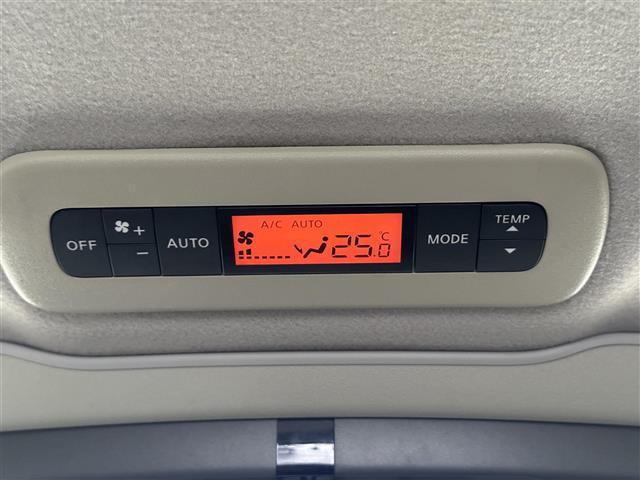 OFF
+
−
AUTO
A/C AUTO
25.0 ℃
MODE
TEMP